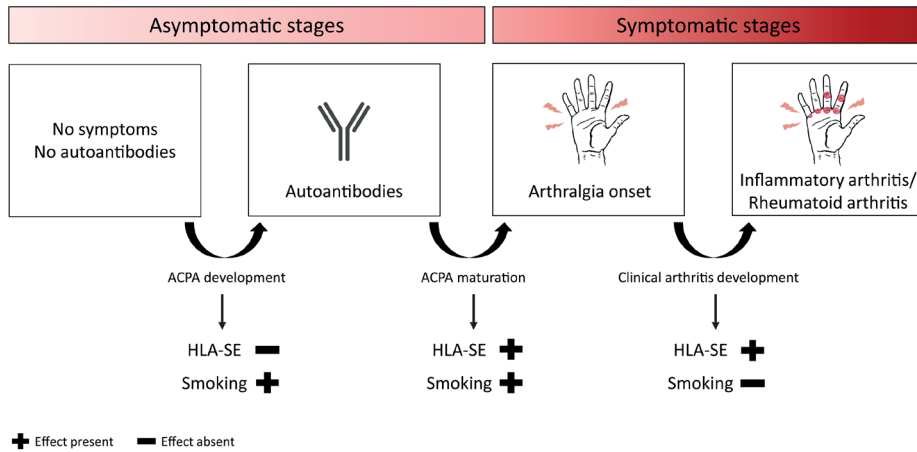 Asymptomatic stages
Symptomatic stages
No symptoms
No autoantibodies
Autoantibodies
Arthralgia onset
Inflammatory arthritis/
Rheumatoid arthritis
ACPA development
ACPA maturation
Clinical arthritis development
HLA-SE
Smoking
HLA-SE
Smoking
HLA-SE
Smoking
Effect present
Effect absent